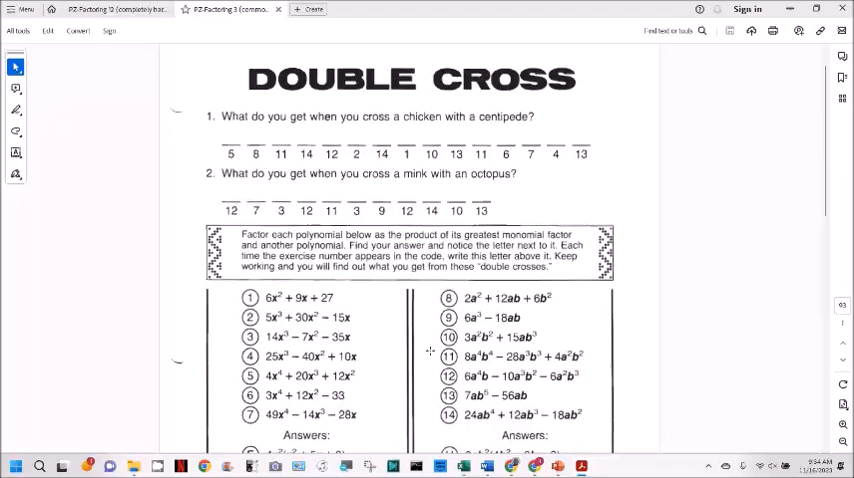 Menu
PZ-Factoring 12 (completely har...
PZ-Factoring 3 (commo...
Create
Sign in
All tools Edit Convert Sign
Find text or tools
DOUBLE CROSS
1. What do you get when you cross a chicken with a centipede?
5 8 11 14 12 2 14 1 10 13 11 6 7 4 13
2. What do you get when you cross a mink with an octopus?
12 7 3 12 11 3 9 12 14 10 13
Factor each polynomial below as the product of its greatest monomial factor
and another polynomial. Find your answer and notice the letter next to it. Each
time the exercise number appears in the code, write this letter above it. Keep
working and you will find out what you get from these "double crosses."
1 6x² + 9x + 27
2 5x³ + 30x² − 15x
3 14x³ − 7x² − 35x
4 25x³ − 40x² + 10x
5 4x⁴ + 20x³ + 12x²
6 3x⁴ + 12x² − 33
7 49x⁴ − 14x³ − 28x
Answers:
8 2a² + 12ab + 6b²
9 6a³ − 18ab
10 3a²b² + 15ab³
11 8a⁴b⁴ − 28a³b³ + 4a²b²
12 6a⁴b − 10a³b² − 6a²b³
13 7ab⁵ − 56ab
14 24ab⁴ + 12ab³ − 18ab²
Answers:
93
1
9:34 AM
11/16/2023